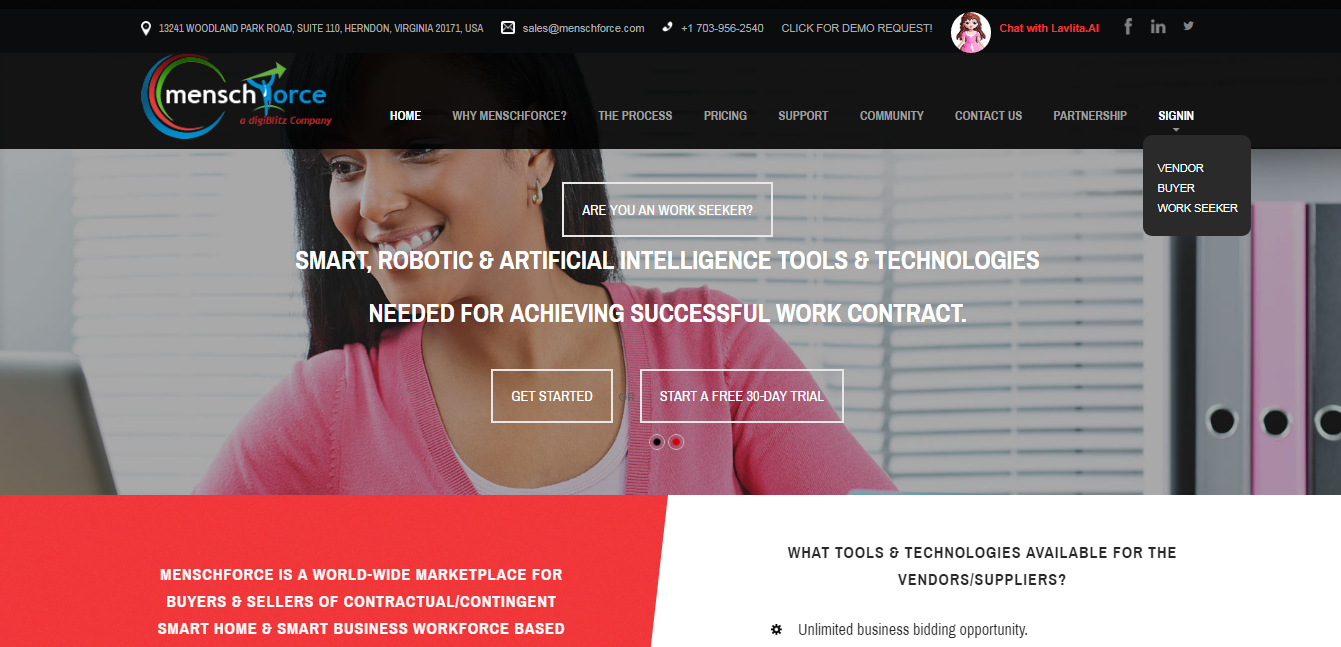 13241 WOODLAND PARK ROAD, SUITE 110, HERNDON, VIRGINIA 20171, USA
sales@menschforce.com
+1 703-956-2540
CLICK FOR DEMO REQUEST!
Chat with Lavlita.AI
menschforce
a digiBlitz Company
HOME
WHY MENSCHFORCE?
THE PROCESS
PRICING
SUPPORT
COMMUNITY
CONTACT US
PARTNERSHIP
SIGNIN
VENDOR
BUYER
WORK SEEKER
ARE YOU AN WORK SEEKER?
SMART, ROBOTIC & ARTIFICIAL INTELLIGENCE TOOLS & TECHNOLOGIES
NEEDED FOR ACHIEVING SUCCESSFUL WORK CONTRACT.
GET STARTED
OR
START A FREE 30-DAY TRIAL
MENSCHFORCE IS A WORLD-WIDE MARKETPLACE FOR
BUYERS & SELLERS OF CONTRACTUAL/CONTINGENT
SMART HOME & SMART BUSINESS WORKFORCE BASED
WHAT TOOLS & TECHNOLOGIES AVAILABLE FOR THE
VENDORS/SUPPLIERS?
Unlimited business bidding opportunity.